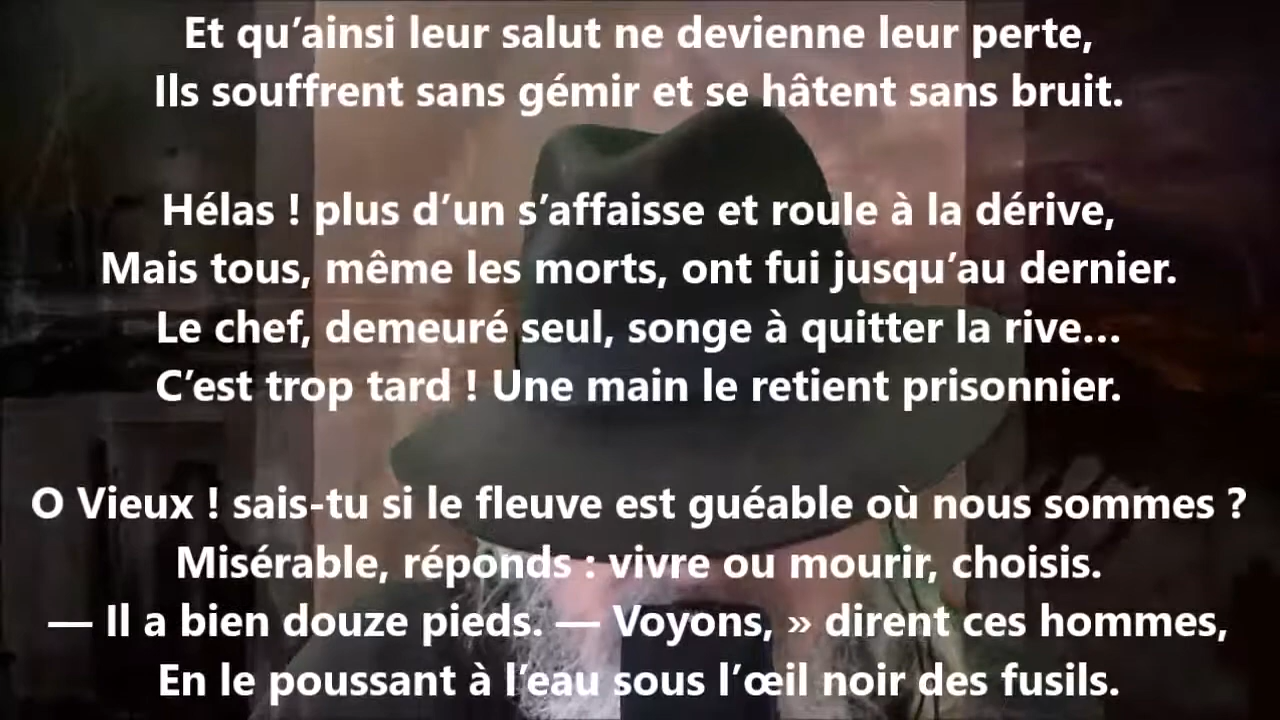 Et qu’ainsi leur salut ne devienne leur perte,
Ils souffrent sans gémir et se hâtent sans bruit.
Hélas ! plus d’un s’affaisse et roule à la dérive,
Mais tous, même les morts, ont fui jusqu’au dernier.
Le chef, demeuré seul, songe à quitter la rive...
C’est trop tard ! Une main le retient prisonnier.
O Vieux ! sais-tu si le fleuve est guéable où nous sommes ?
Misérable, réponds : vivre ou mourir, choisis.
— Il a bien douze pieds. — Voyons, » dirent ces hommes,
En le poussant à l’eau sous l’œil noir des fusils.